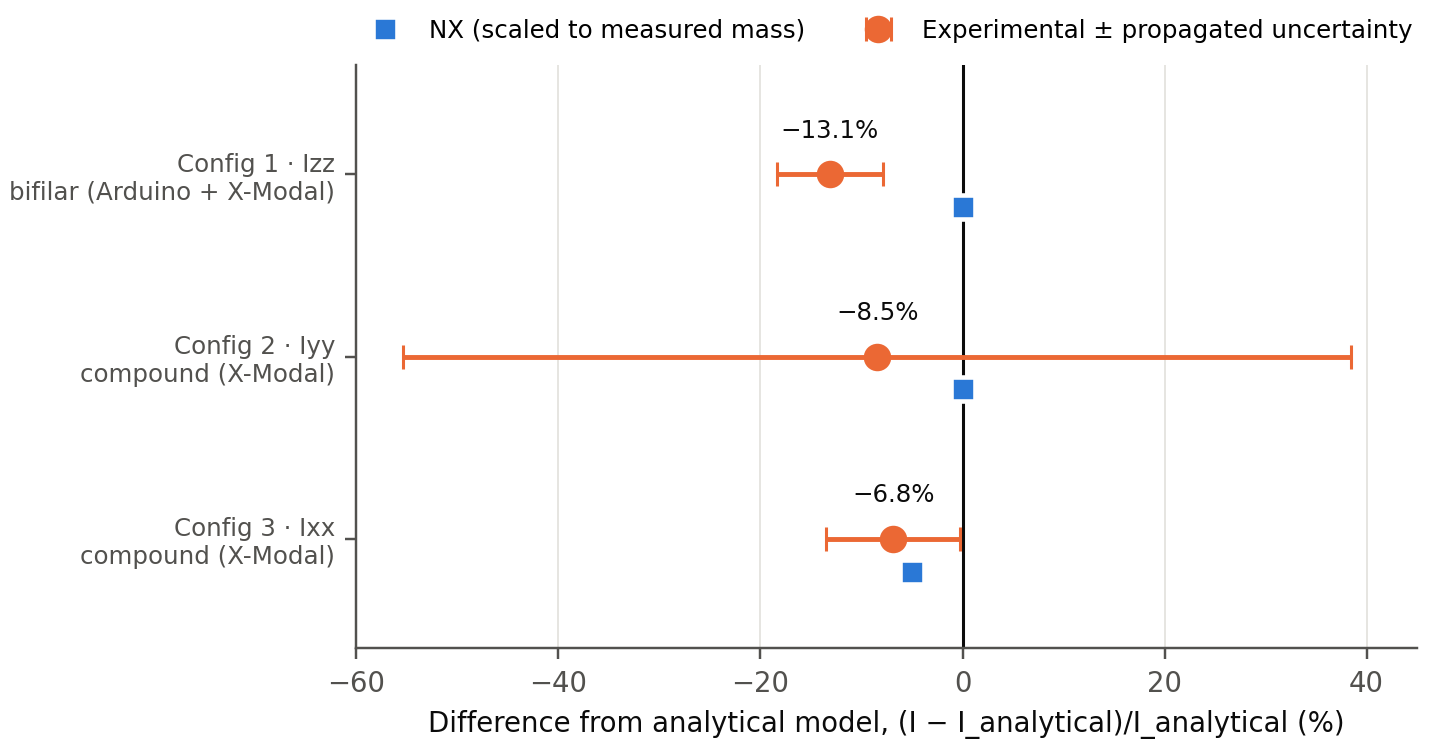 NX (scaled to measured mass)
Experimental ± propagated uncertainty
−13.1%
Config 1 · Izz
bifilar (Arduino + X-Modal)
−8.5%
Config 2 · Iyy
compound (X-Modal)
−6.8%
Config 3 · Ixx
compound (X-Modal)
−60 −40 −20 0 20 40
Difference from analytical model, (I − I_analytical)/I_analytical (%)